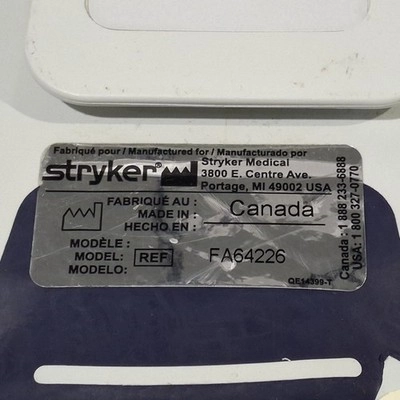 Fabriqué pour / Manufactured for / Manufacturado por
stryker®
Stryker Medical
3800 E. Centre Ave.
Portage, MI 49002 USA
FABRIQUÉ AU :
MADE IN :
HECHO EN :
Canada
MODÈLE :
MODEL:
MODELO:
REF
FA64226
QE14399-1
Canada : 1 888 233-6888
USA: 1 800 327-0770